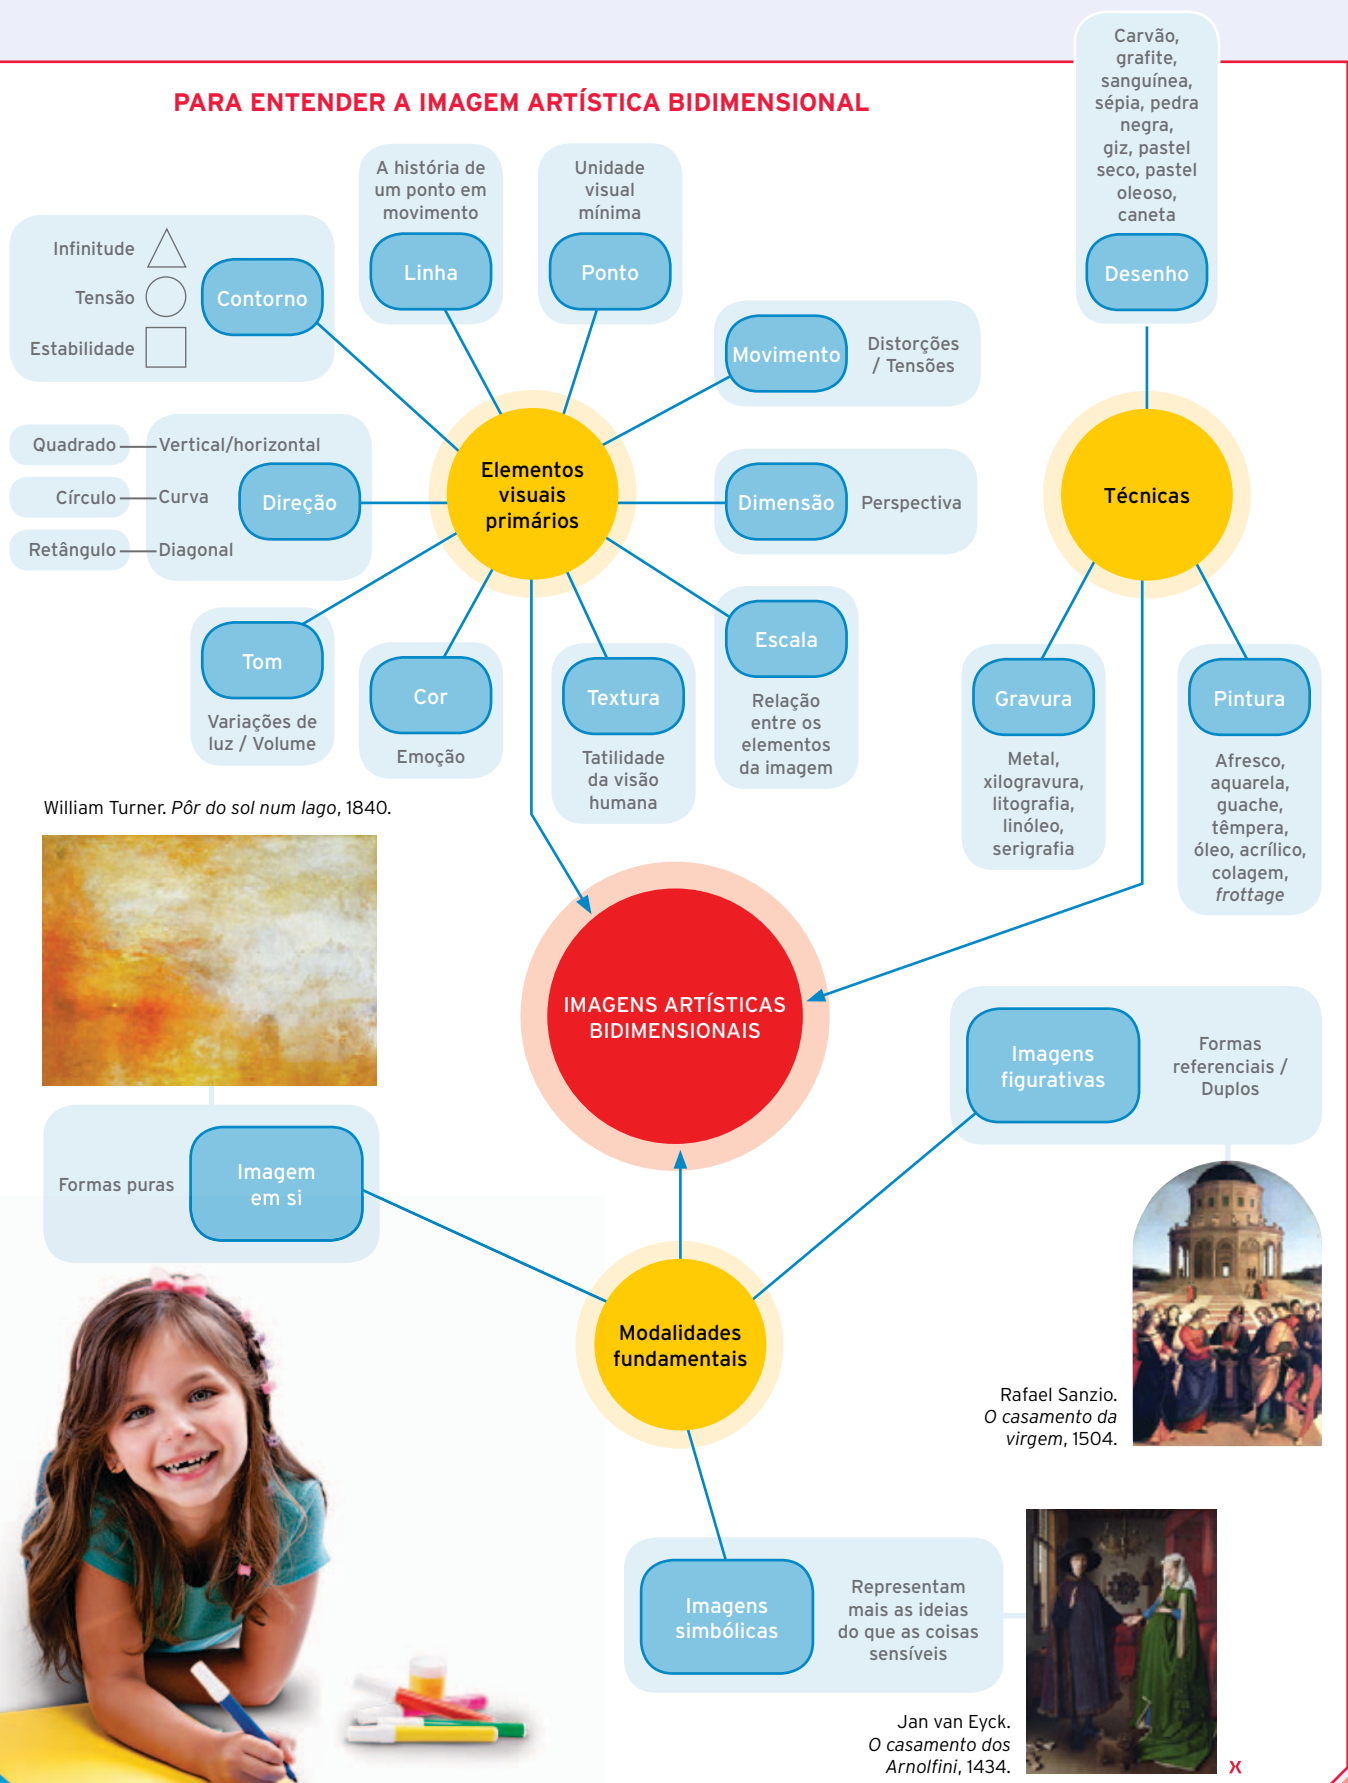 PARA ENTENDER A IMAGEM ARTÍSTICA BIDIMENSIONAL
Carvão,
grafite,
sanguínea,
sépia, pedra
negra,
giz, pastel
seco, pastel
oleoso,
caneta
Desenho
A história de
um ponto em
movimento
Linha
Unidade
visual
mínima
Ponto
Infinitude
Tensão
Estabilidade
Contorno
Movimento
Distorções
/ Tensões
Quadrado
Vertical/horizontal
Círculo
Curva
Retângulo
Diagonal
Direção
Elementos
visuais
primários
Dimensão
Perspectiva
Técnicas
Tom
Variações de
luz / Volume
Cor
Emoção
Textura
Tatilidade
da visão
humana
Escala
Relação
entre os
elementos
da imagem
Gravura
Metal,
xilogravura,
litografia,
linóleo,
serigrafia
Pintura
Afresco,
aquarela,
guache,
têmpera,
óleo, acrílico,
colagem,
frottage
William Turner. Pôr do sol num lago, 1840.
IMAGENS ARTÍSTICAS
BIDIMENSIONAIS
Imagens
figurativas
Formas
referenciais /
Duplos
Formas puras
Imagem
em si
Modalidades
fundamentais
Rafael Sanzio.
O casamento da
virgem, 1504.
Imagens
simbólicas
Representam
mais as ideias
do que as coisas
sensíveis
Jan van Eyck.
O casamento dos
Arnolfini, 1434.